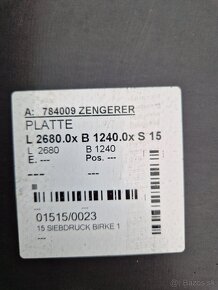 A: 784009 ZENGERER
PLATTE
L 2680.0x B 1240.0x S 15
L 2680 B 1240
E. --- Pos. ---
--- ---
---
01515/0023
15 SIEBDRUCK BIRKE 1
---
bazos.sk